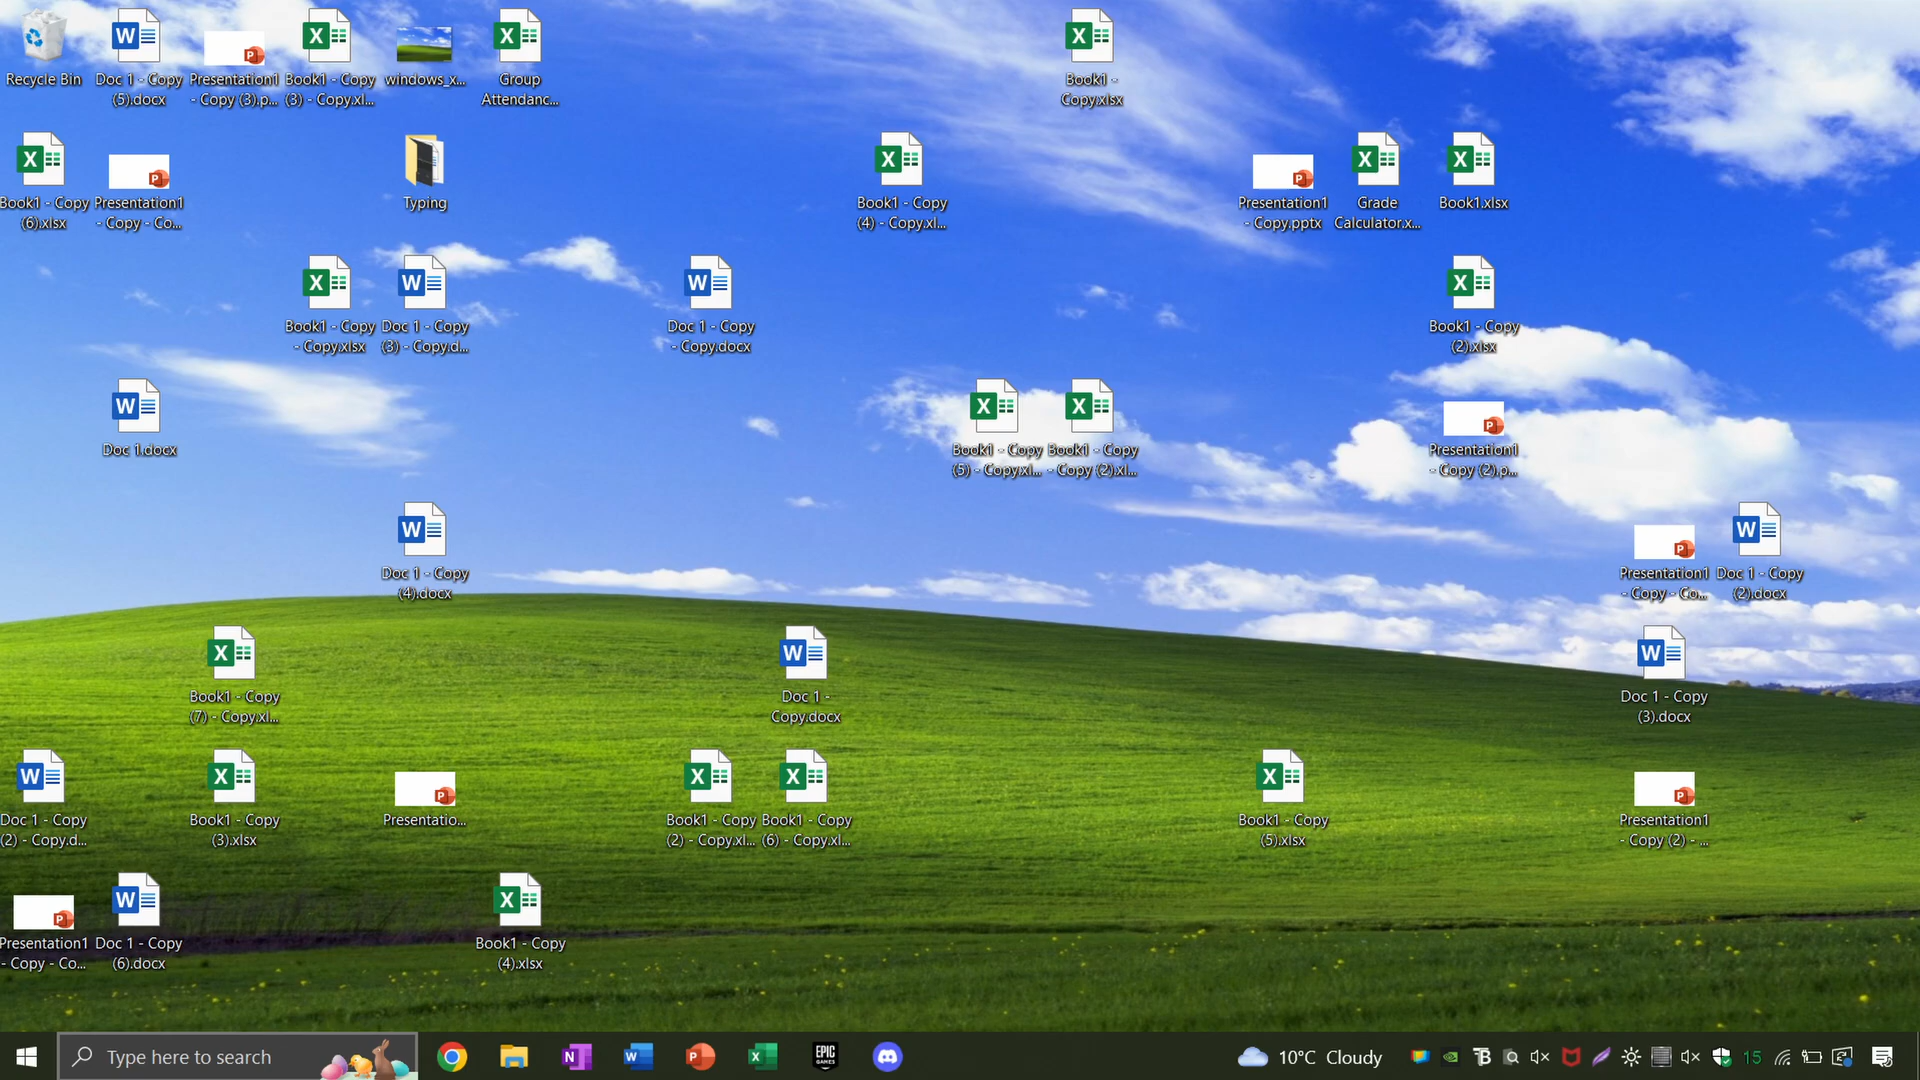 Recycle Bin
Doc 1 - Copy
(5).docx
Presentation1
- Copy (3).p...
Book1 - Copy
(3) - Copy.xl...
windows_x...
Group
Attendanc...
Book1 -
Copy.xlsx
Book1 - Copy
(6).xlsx
Presentation1
- Copy - Co...
Typing
Book1 - Copy
(4) - Copy.xl...
Presentation1
- Copy.pptx
Grade
Calculator.x...
Book1.xlsx
Book1 - Copy
- Copy.xlsx
Doc 1 - Copy
(3) - Copy.d...
Doc 1 - Copy
- Copy.docx
Book1 - Copy
(2).xlsx
Doc 1.docx
Book1 - Copy
(5) - Copy.xl...
Book1 - Copy
- Copy (2).xl...
Presentation1
- Copy (2).p...
Doc 1 - Copy
(4).docx
Presentation1
- Copy - Co...
Doc 1 - Copy
(2).docx
Book1 - Copy
(7) - Copy.xl...
Doc 1 -
Copy.docx
Doc 1 - Copy
(3).docx
Doc 1 - Copy
(2) - Copy.d...
Book1 - Copy
(3).xlsx
Presentatio...
Book1 - Copy
(2) - Copy.xl...
Book1 - Copy
(6) - Copy.xl...
Book1 - Copy
(5).xlsx
Presentation1
- Copy (2) - ...
Presentation1
- Copy - Co...
Doc 1 - Copy
(6).docx
Book1 - Copy
(4).xlsx
Type here to search
EPIC
GAMES
10°C Cloudy
15